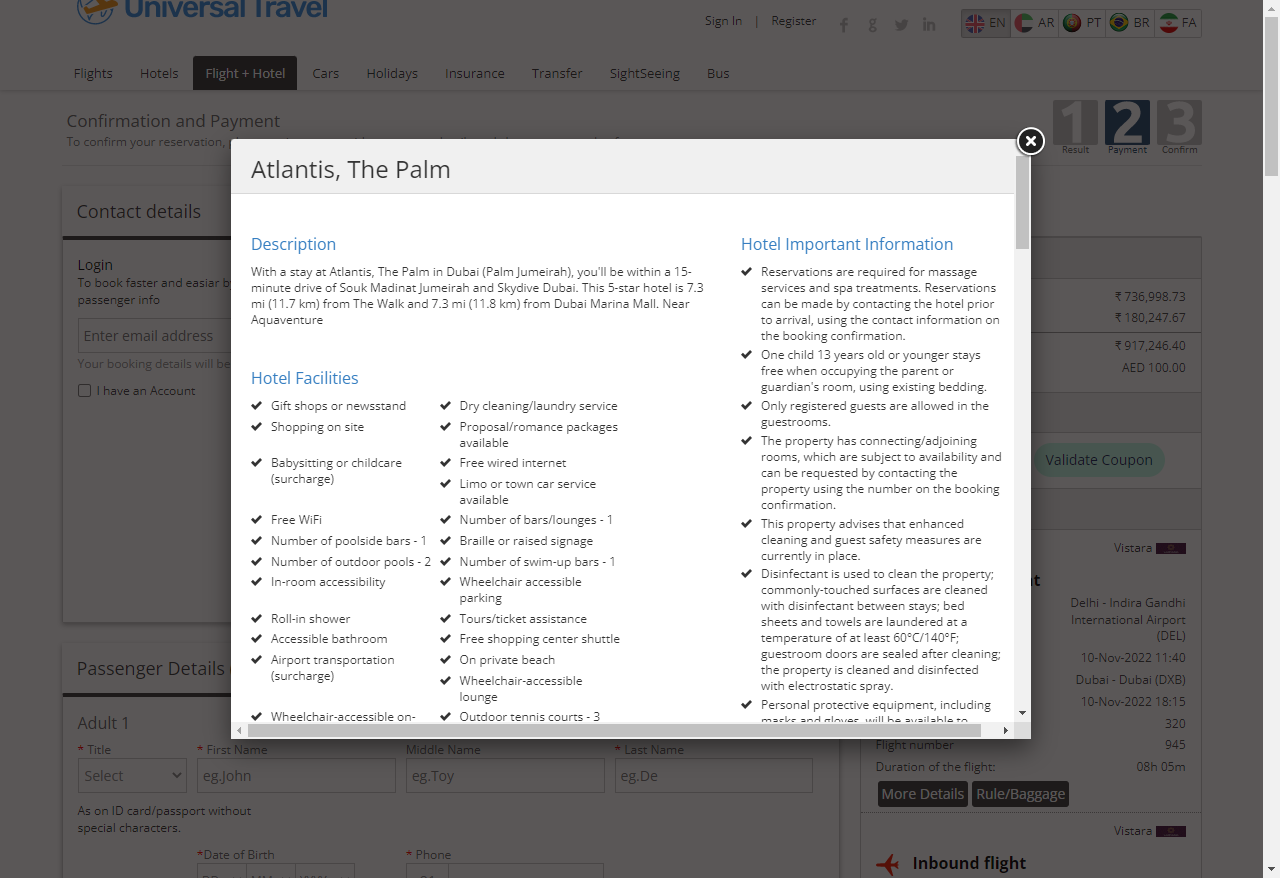 Universal Travel
Sign In | Register
EN AR PT BR FA
Flights Hotels Flight + Hotel Cars Holidays Insurance Transfer SightSeeing Bus
Confirmation and Payment
To confirm your reservation,
1 2 3
Result Payment Confirm
Atlantis, The Palm
Contact details
Login
To book faster and easiar b
passenger info
Enter email address
Your booking details will be
I have an Account
Description
With a stay at Atlantis, The Palm in Dubai (Palm Jumeirah), you'll be within a 15-
minute drive of Souk Madinat Jumeirah and Skydive Dubai. This 5-star hotel is 7.3
mi (11.7 km) from The Walk and 7.3 mi (11.8 km) from Dubai Marina Mall. Near
Aquaventure
Hotel Facilities
Gift shops or newsstand
Dry cleaning/laundry service
Shopping on site
Proposal/romance packages
available
Babysitting or childcare
(surcharge)
Free wired internet
Limo or town car service
available
Free WiFi
Number of bars/lounges - 1
Number of poolside bars - 1
Braille or raised signage
Number of outdoor pools - 2
Number of swim-up bars - 1
In-room accessibility
Wheelchair accessible
parking
Roll-in shower
Tours/ticket assistance
Accessible bathroom
Free shopping center shuttle
Airport transportation
(surcharge)
On private beach
Wheelchair-accessible
lounge
Wheelchair-accessible on-
Outdoor tennis courts - 3
Hotel Important Information
Reservations are required for massage
services and spa treatments. Reservations
can be made by contacting the hotel prior
to arrival, using the contact information on
the booking confirmation.
One child 13 years old or younger stays
free when occupying the parent or
guardian's room, using existing bedding.
Only registered guests are allowed in the
guestrooms.
The property has connecting/adjoining
rooms, which are subject to availability and
can be requested by contacting the
property using the number on the booking
confirmation.
This property advises that enhanced
cleaning and guest safety measures are
currently in place.
Disinfectant is used to clean the property;
commonly-touched surfaces are cleaned
with disinfectant between stays; bed
sheets and towels are laundered at a
temperature of at least 60°C/140°F;
guestroom doors are sealed after cleaning;
the property is cleaned and disinfected
with electrostatic spray.
Personal protective equipment, including
masks and gloves, will be available to
₹ 736,998.73
₹ 180,247.67
₹ 917,246.40
AED 100.00
Validate Coupon
Vistara
Delhi - Indira Gandhi
International Airport
(DEL)
10-Nov-2022 11:40
Dubai - Dubai (DXB)
10-Nov-2022 18:15
320
Flight number 945
Duration of the flight: 08h 05m
More Details Rule/Baggage
Vistara
Inbound flight
Passenger Details
Adult 1
* Title * First Name Middle Name * Last Name
Select eg.John eg.Toy eg.De
As on ID card/passport without
special characters.
*Date of Birth * Phone